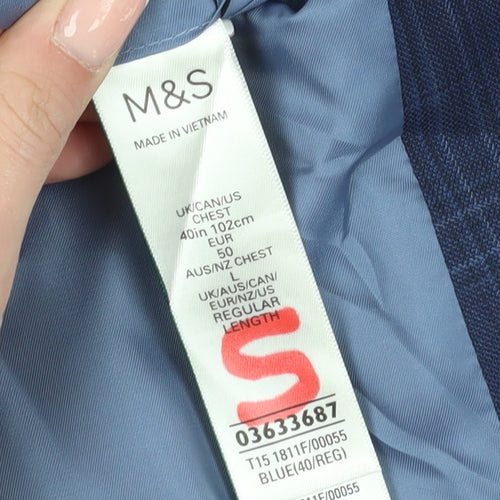 M&S
MADE IN VIETNAM
UK/CAN/US
CHEST
40in 102cm
EUR
50
AUS/NZ CHEST
L
UK/AUS/CAN/
EUR/NZ/US
REGULAR
LENGTH
S
03633687
T15 1811F/00055
BLUE(40/REG)